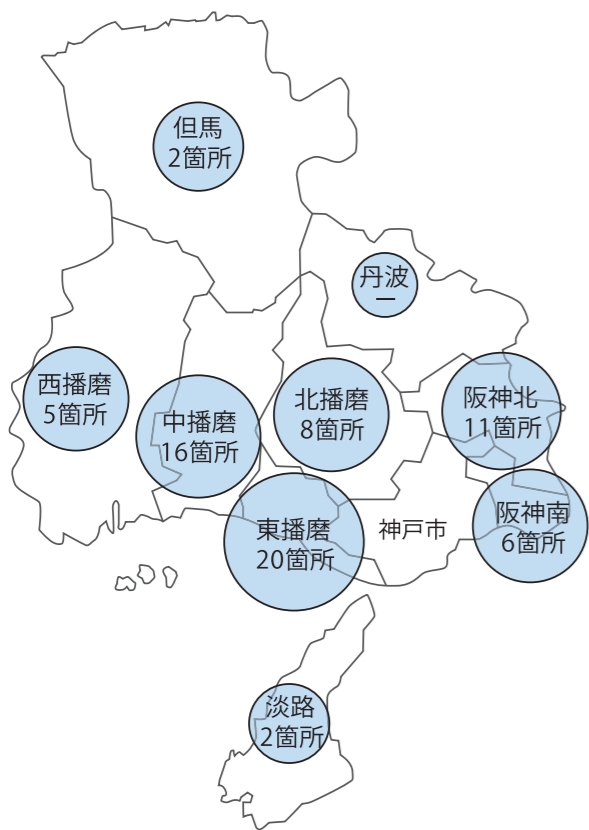 但馬
2箇所
丹波
ー
西播磨
5箇所
中播磨
16箇所
北播磨
8箇所
阪神北
11箇所
東播磨
20箇所
神戸市
阪神南
6箇所
淡路
2箇所